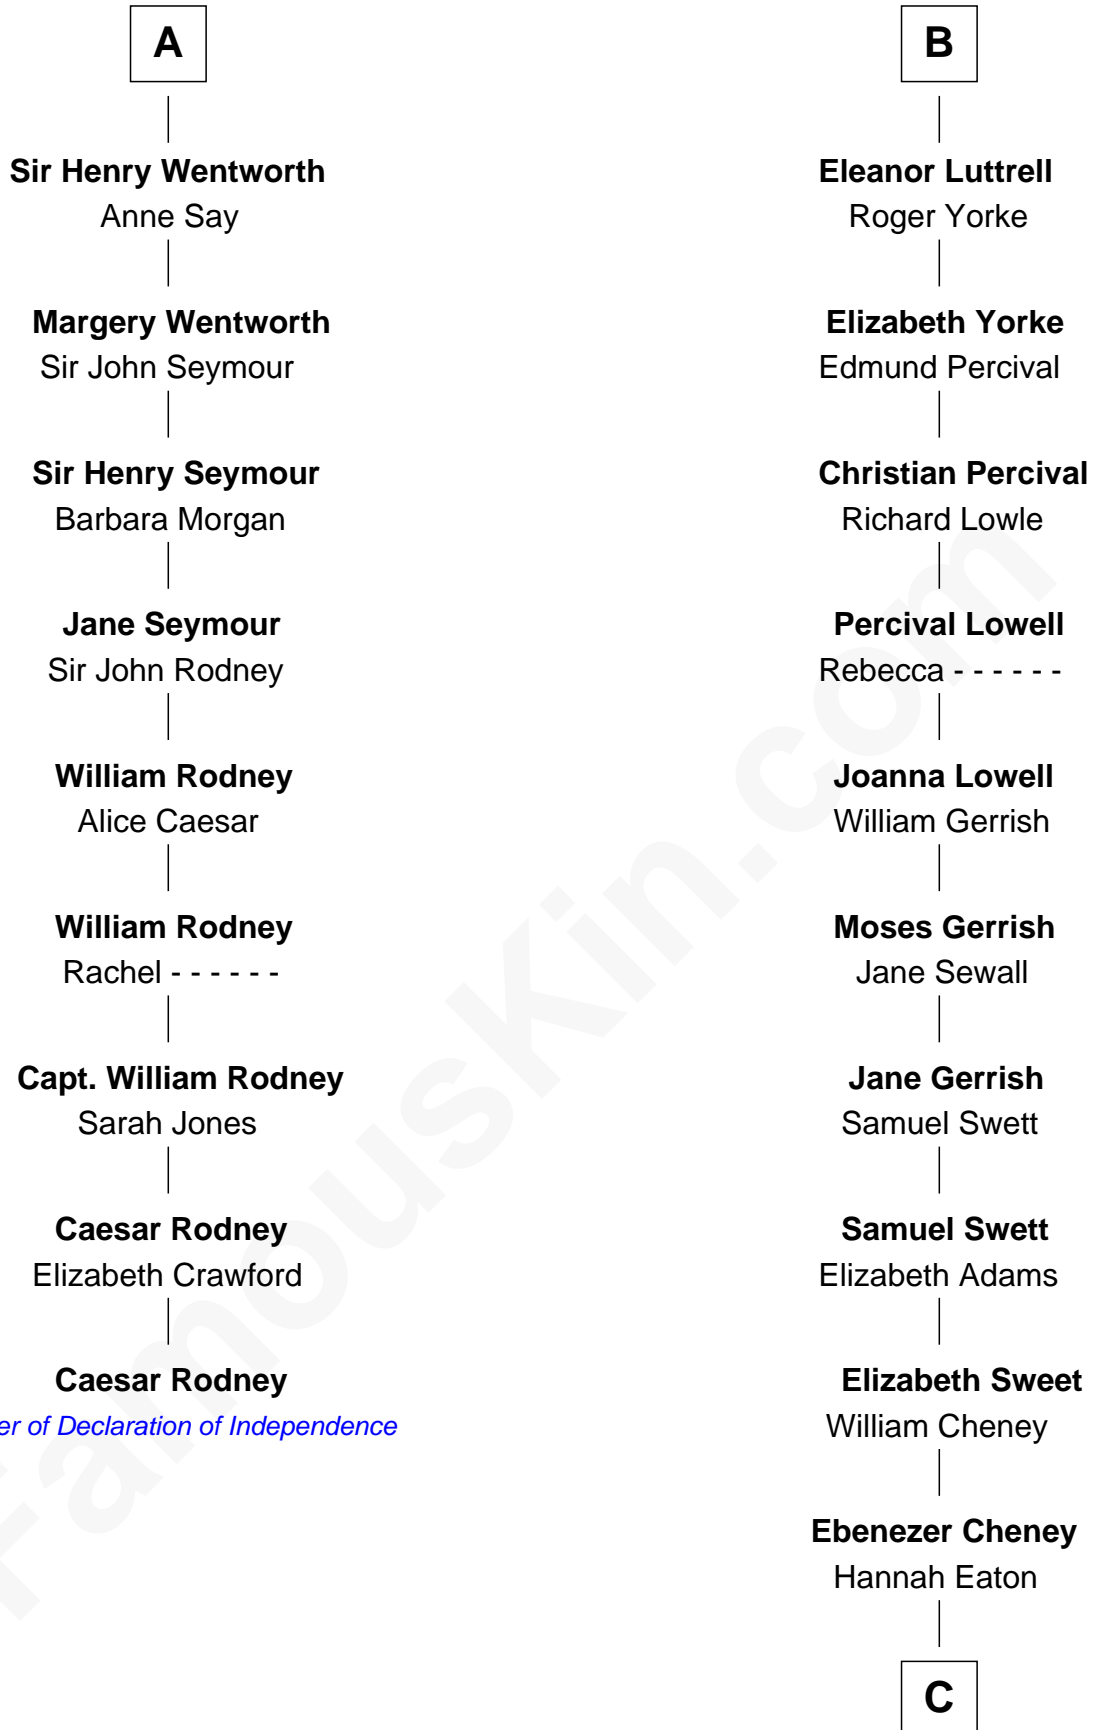 A
Sir Henry Wentworth
Anne Say
Margery Wentworth
Sir John Seymour
Sir Henry Seymour
Barbara Morgan
Jane Seymour
Sir John Rodney
William Rodney
Alice Caesar
William Rodney
Rachel - - - - - -
Capt. William Rodney
Sarah Jones
Caesar Rodney
Elizabeth Crawford
Caesar Rodney
er of Declaration of Independence
B
Eleanor Luttrell
Roger Yorke
Elizabeth Yorke
Edmund Percival
Christian Percival
Richard Lowle
Percival Lowell
Rebecca - - - - - -
Joanna Lowell
William Gerrish
Moses Gerrish
Jane Sewall
Jane Gerrish
Samuel Swett
Samuel Swett
Elizabeth Adams
Elizabeth Sweet
William Cheney
Ebenezer Cheney
Hannah Eaton
C
FamousKin.com